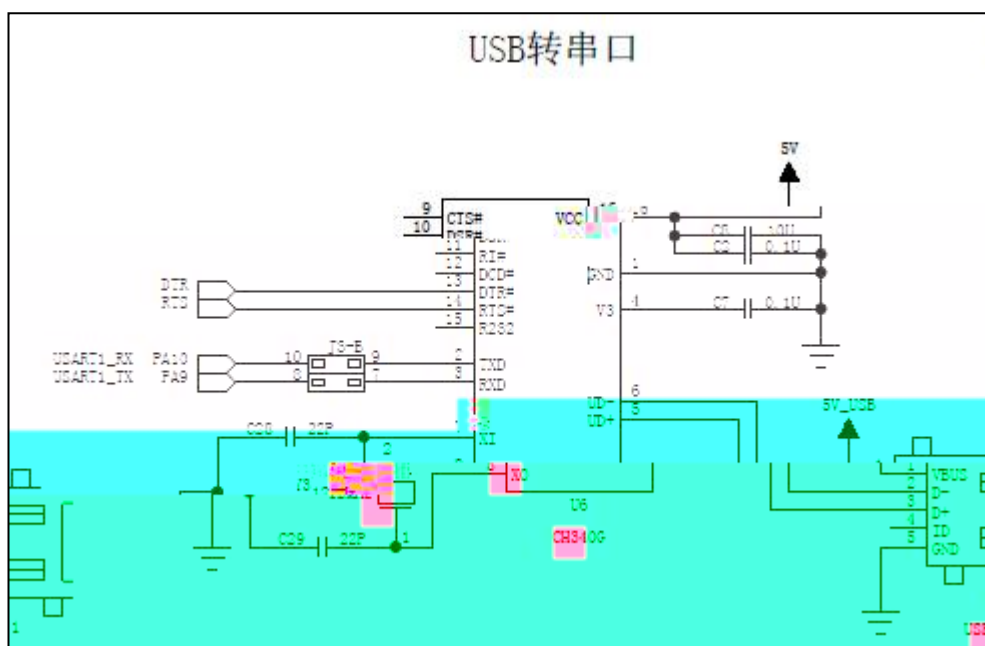 USB转串口
5V
9 CTS# VCC
10 DSR#
11 RI#
12 DCD# GND 1
13 DTR#
14 RTS# V3 4 C7 0.1U
15 R232
C2 0.1U
10U
DTR
RTS
USART1_RX PA10 10 J3-B 9 2 TXD
USART1_TX PA9 8 7 3 RXD
UD- 6
UD+ 5
5V_USB
C28 22P XI
2
XO
U6
CH340G
C29 22P 1
1 VBUS
2 D-
3 D+
4 ID
5 GND
1